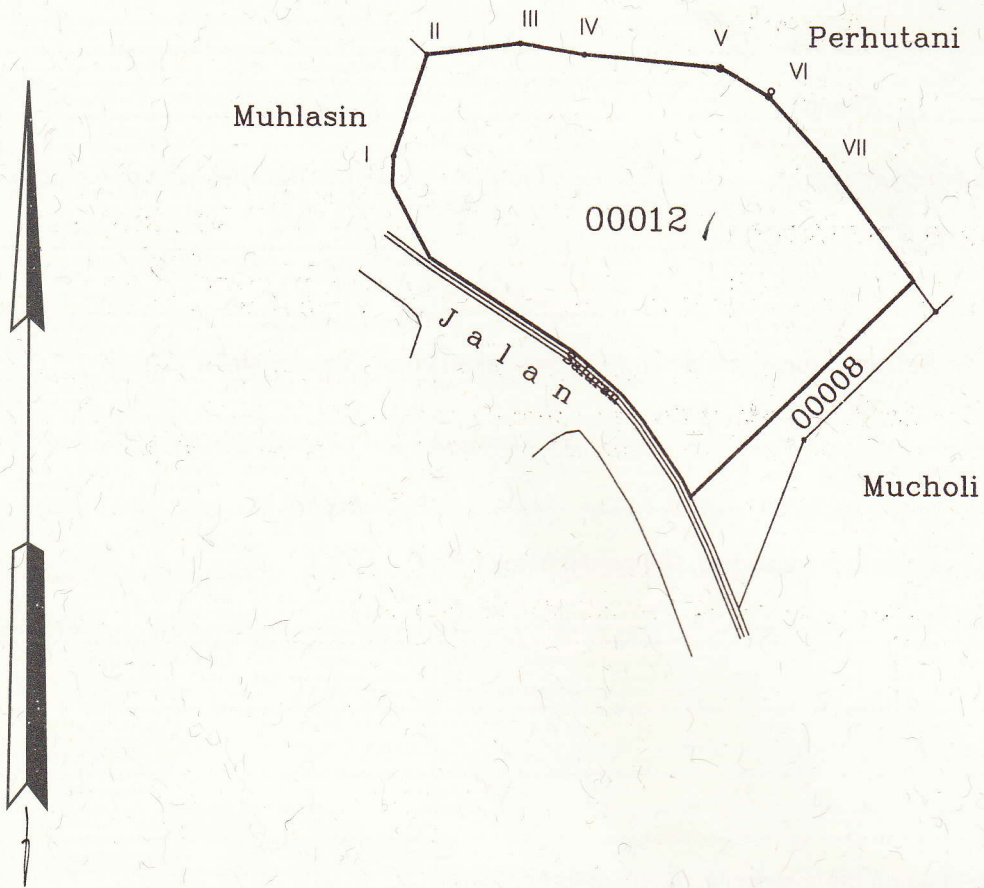 II
III
IV
V
Perhutani
VI
Muhlasin
I
VII
00012
Jalan
Saluran
00008
Mucholi